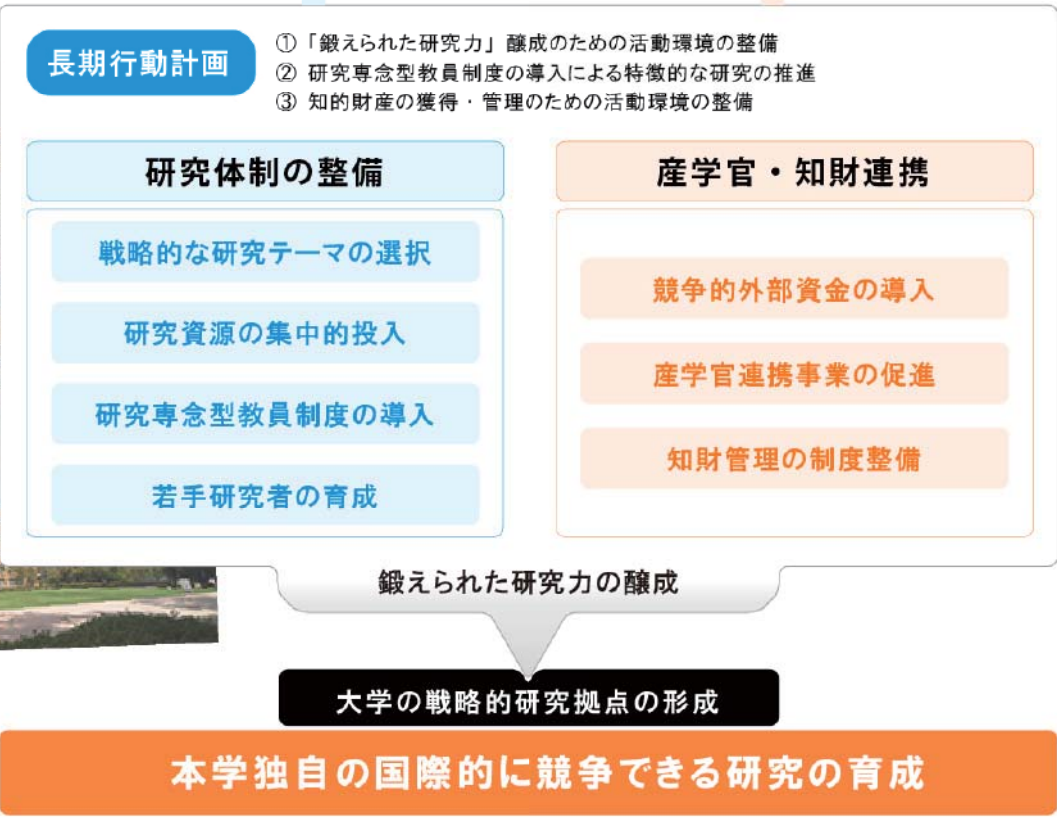 長期行動計画
①「鍛えられた研究力」醸成のための活動環境の整備
② 研究専念型教員制度の導入による特徴的な研究の推進
③ 知的財産の獲得・管理のための活動環境の整備
研究体制の整備
戦略的な研究テーマの選択
研究資源の集中的投入
研究専念型教員制度の導入
若手研究者の育成
産学官・知財連携
競争的外部資金の導入
産学官連携事業の促進
知財管理の制度整備
鍛えられた研究力の醸成
大学の戦略的研究拠点の形成
本学独自の国際的に競争できる研究の育成